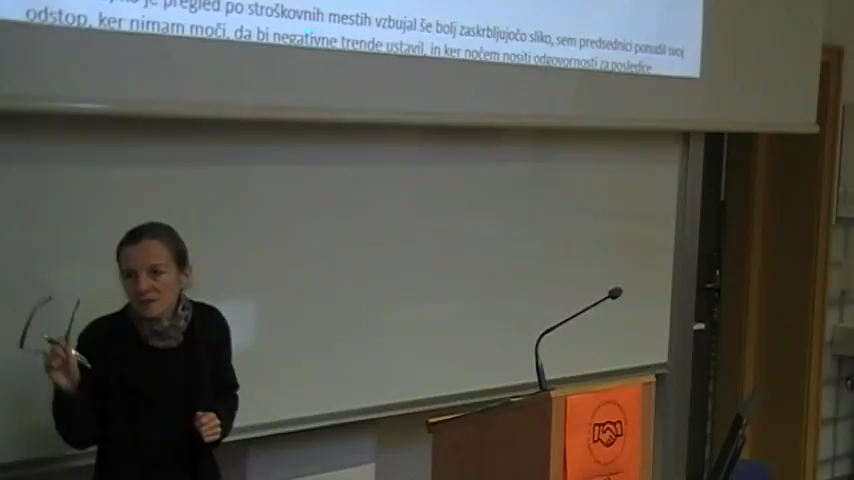 je pregled po stroškovnih mestih vzbujal še bolj zaskrbljujočo sliko, sem predsednici ponudil svoj
odstop, ker nimam moči, da bi negativne trende ustavil, in ker nočem nositi odgovornosti za posledice